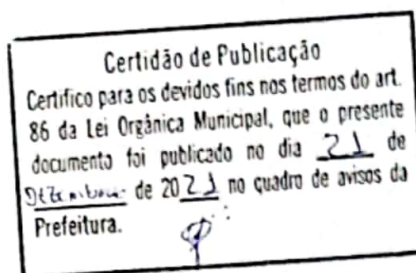 Certidão de Publicação
Certifico para os devidos fins nos termos do art.
86 da Lei Orgânica Municipal, que o presente
documento foi publicado no dia 21 de
Dezembro de 2021 no quadro de avisos da
Prefeitura.